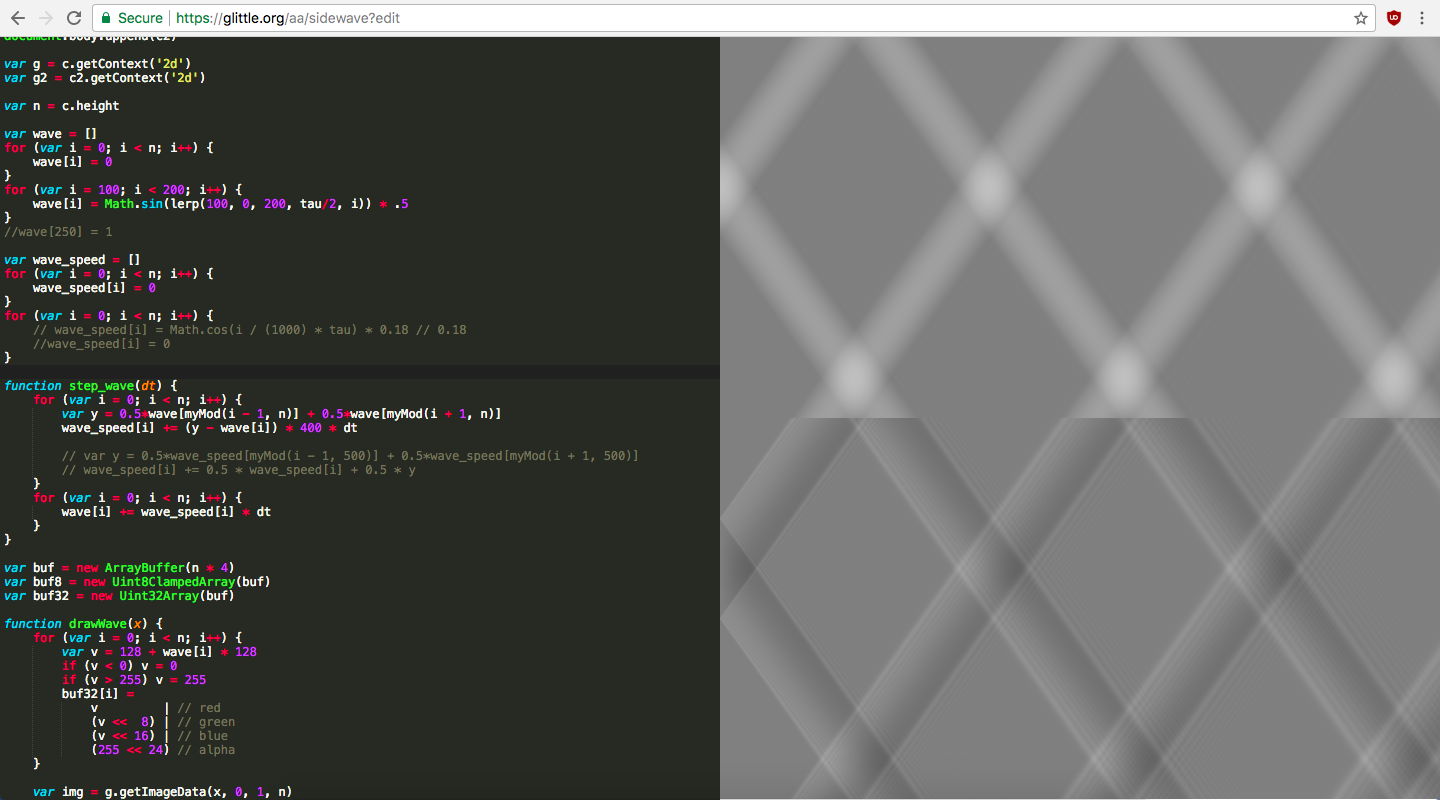 Secure | https://glittle.org/aa/sidewave?edit
document.body.append(c2)
var g = c.getContext('2d')
var g2 = c2.getContext('2d')
var n = c.height
var wave = []
for (var i = 0; i < n; i++) {
    wave[i] = 0
}
for (var i = 100; i < 200; i++) {
    wave[i] = Math.sin(lerp(100, 0, 200, tau/2, i)) * .5
}
//wave[250] = 1
var wave_speed = []
for (var i = 0; i < n; i++) {
    wave_speed[i] = 0
}
for (var i = 0; i < n; i++) {
    // wave_speed[i] = Math.cos(i / (1000) * tau) * 0.18 // 0.18
    //wave_speed[i] = 0
}
function step_wave(dt) {
    for (var i = 0; i < n; i++) {
        var y = 0.5*wave[myMod(i - 1, n)] + 0.5*wave[myMod(i + 1, n)]
        wave_speed[i] += (y - wave[i]) * 400 * dt
        // var y = 0.5*wave_speed[myMod(i - 1, 500)] + 0.5*wave_speed[myMod(i + 1, 500)]
        // wave_speed[i] += 0.5 * wave_speed[i] + 0.5 * y
    }
    for (var i = 0; i < n; i++) {
        wave[i] += wave_speed[i] * dt
    }
}
var buf = new ArrayBuffer(n * 4)
var buf8 = new Uint8ClampedArray(buf)
var buf32 = new Uint32Array(buf)
function drawWave(x) {
    for (var i = 0; i < n; i++) {
        var v = 128 + wave[i] * 128
        if (v < 0) v = 0
        if (v > 255) v = 255
        buf32[i] =
            v         | // red
            (v <<  8) | // green
            (v << 16) | // blue
            (255 << 24) // alpha
    }
    var img = g.getImageData(x, 0, 1, n)